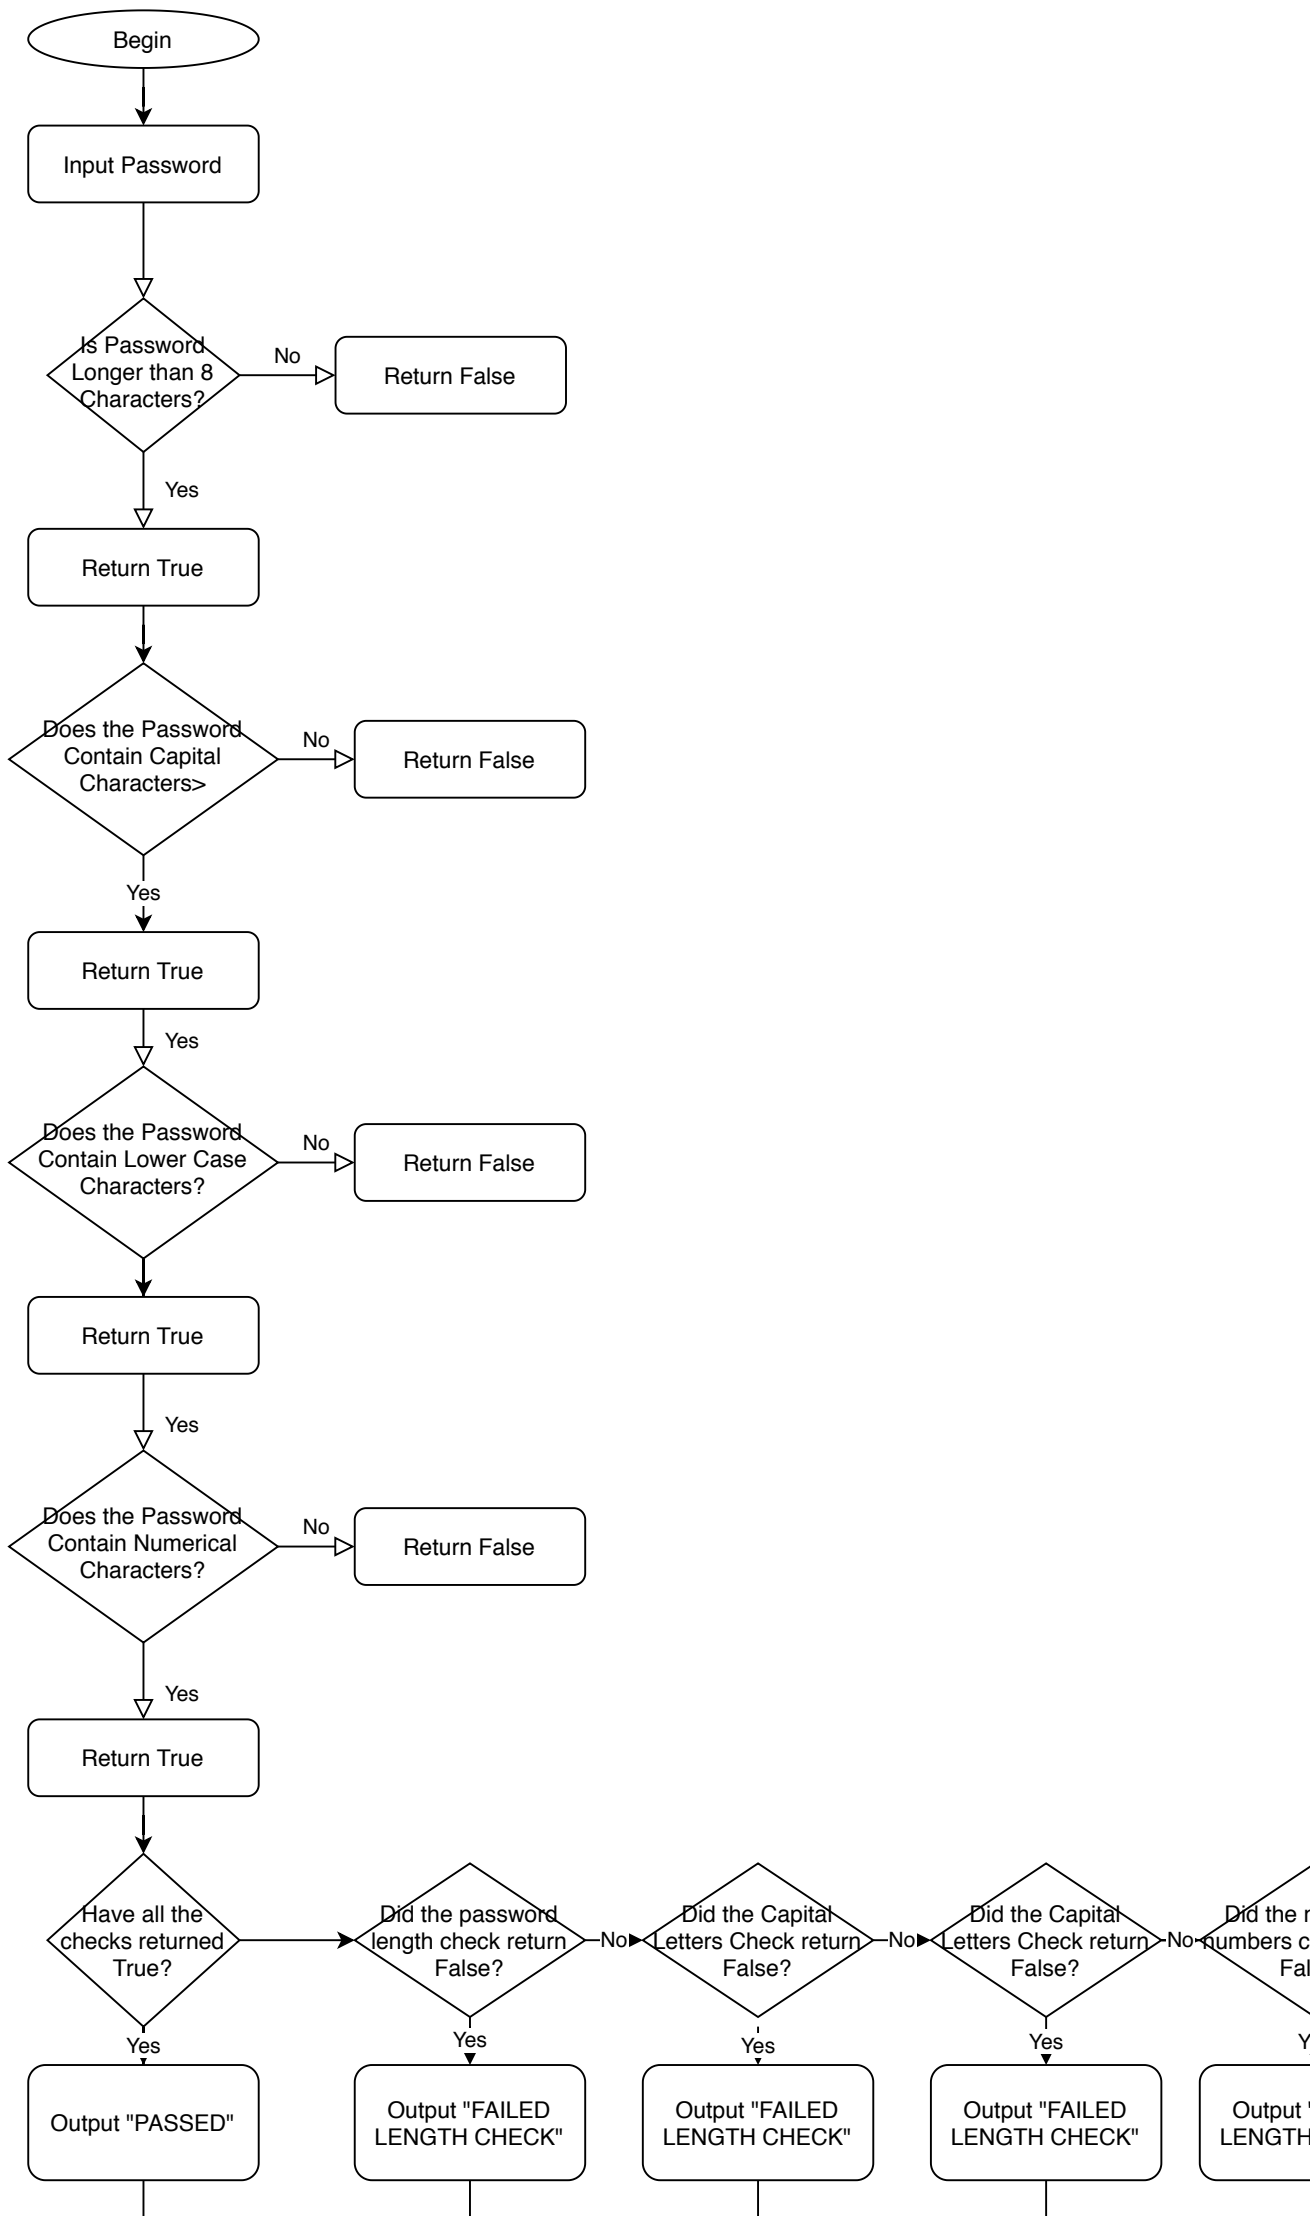 Begin
Input Password
Is Password
Longer than 8
Characters?
No
Return False
Yes
Return True
Does the Password
Contain Capital
Characters>
No
Return False
Yes
Return True
Yes
Does the Password
Contain Lower Case
Characters?
No
Return False
Return True
Yes
Does the Password
Contain Numerical
Characters?
No
Return False
Yes
Return True
Have all the
checks returned
True?
Did the password
length check return
False?
No
Did the Capital
Letters Check return
False?
No
Did the Capital
Letters Check return
False?
No
Did the
numbers
Yes
Yes
Yes
Yes
Output "PASSED"
Output "FAILED
LENGTH CHECK"
Output "FAILED
LENGTH CHECK"
Output "FAILED
LENGTH CHECK"
Output "
LENGTH